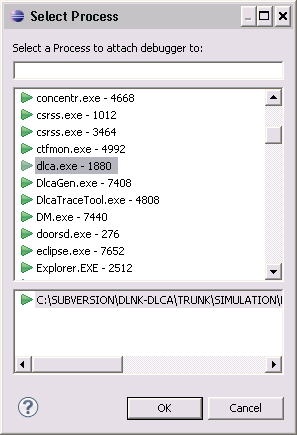 Select Process
Select a Process to attach debugger to:
concentr.exe - 4668
csrss.exe - 1012
csrss.exe - 3464
ctfmon.exe - 4992
dlca.exe - 1880
DlcaGen.exe - 7408
DlcaTraceTool.exe - 4808
DM.exe - 7440
doorsd.exe - 276
eclipse.exe - 7652
Explorer.EXE - 2512
C:\SUBVERSION\DLNK-DLCA\TRUNK\SIMULATION\
OK
Cancel